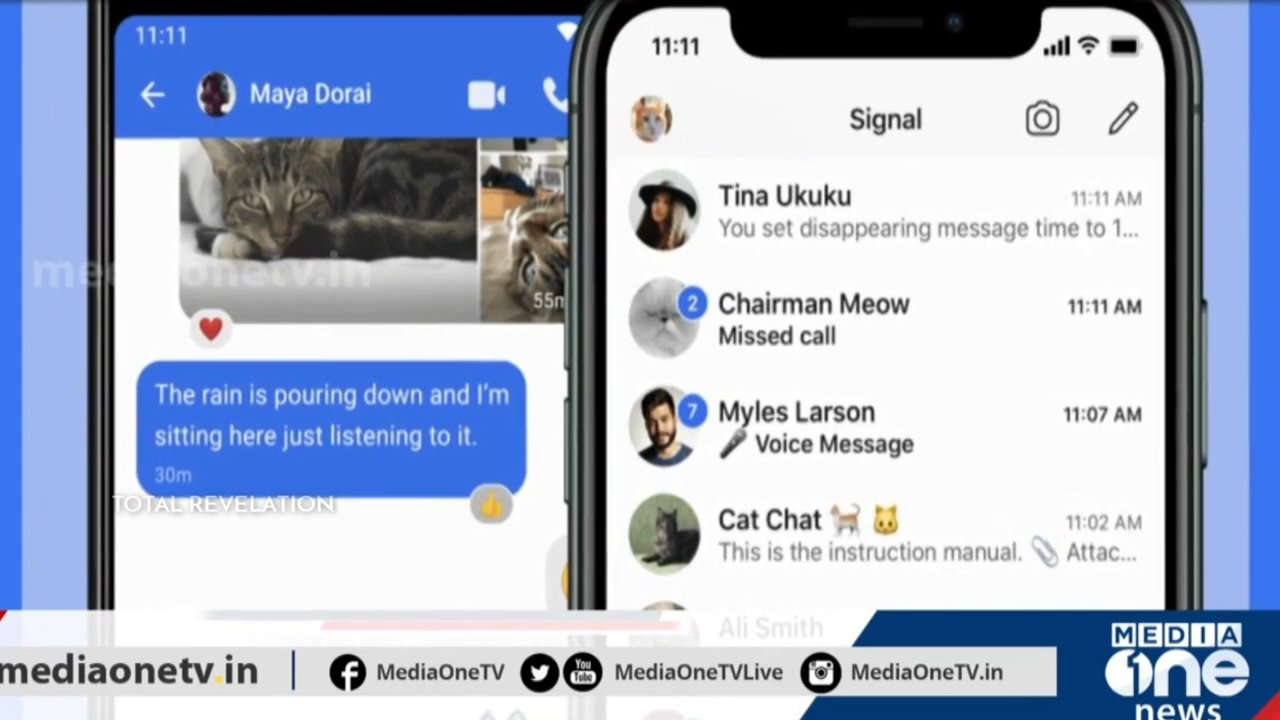 11:11
Maya Dorai
55m
The rain is pouring down and I'm
sitting here just listening to it.
30m
TOTAL REVELATION
11:11
Signal
Tina Ukuku
11:11 AM
You set disappearing message time to 1...
2
Chairman Meow
11:11 AM
Missed call
7
Myles Larson
11:07 AM
Voice Message
Cat Chat
11:02 AM
This is the instruction manual. Attac...
Ali Smith
mediaonetv.in
MediaOneTV
You
Tube
MediaOneTVLive
MediaOneTV.in
MEDIA
one
news